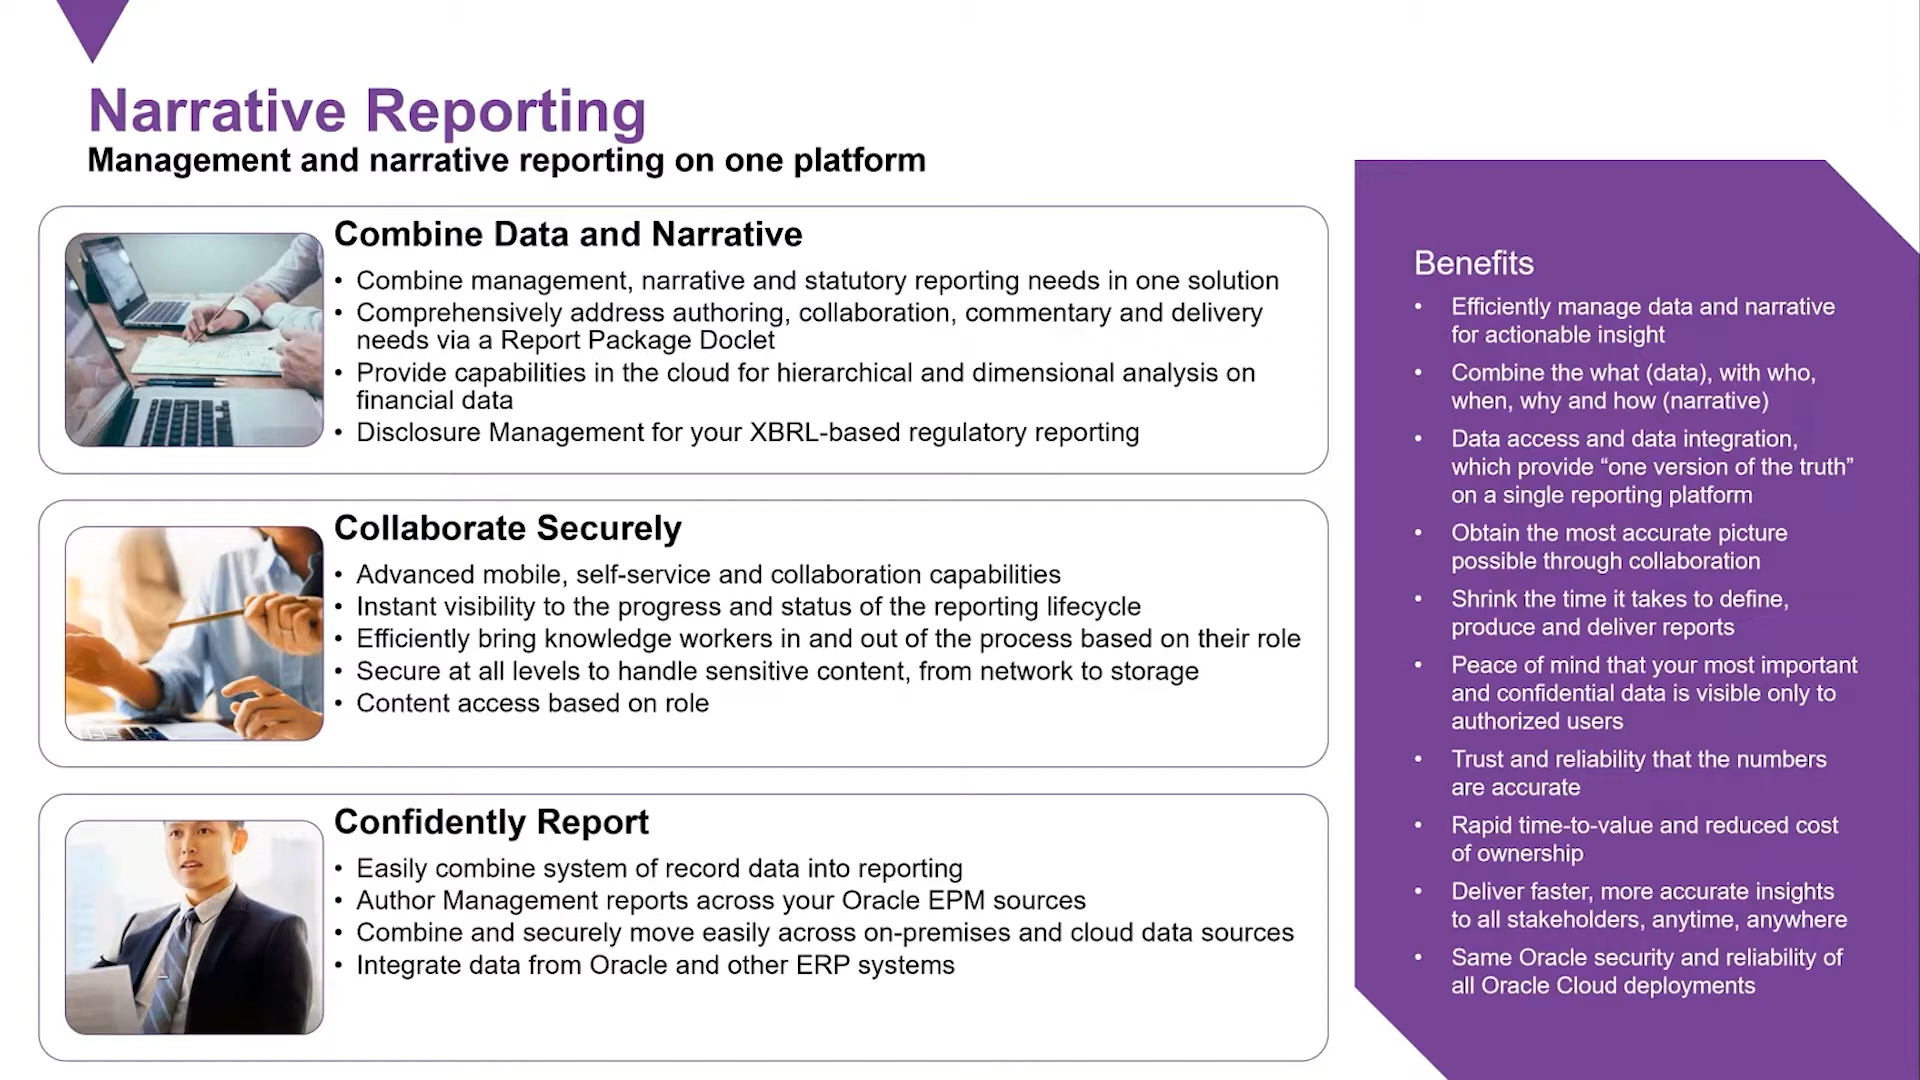 Narrative Reporting
Management and narrative reporting on one platform
Combine Data and Narrative
• Combine management, narrative and statutory reporting needs in one solution
• Comprehensively address authoring, collaboration, commentary and delivery
needs via a Report Package Doclet
• Provide capabilities in the cloud for hierarchical and dimensional analysis on
financial data
• Disclosure Management for your XBRL-based regulatory reporting
Collaborate Securely
• Advanced mobile, self-service and collaboration capabilities
• Instant visibility to the progress and status of the reporting lifecycle
• Efficiently bring knowledge workers in and out of the process based on their role
• Secure at all levels to handle sensitive content, from network to storage
• Content access based on role
Confidently Report
• Easily combine system of record data into reporting
• Author Management reports across your Oracle EPM sources
• Combine and securely move easily across on-premises and cloud data sources
• Integrate data from Oracle and other ERP systems
Benefits
• Efficiently manage data and narrative
for actionable insight
• Combine the what (data), with who,
when, why and how (narrative)
• Data access and data integration,
which provide “one version of the truth”
on a single reporting platform
• Obtain the most accurate picture
possible through collaboration
• Shrink the time it takes to define,
produce and deliver reports
• Peace of mind that your most important
and confidential data is visible only to
authorized users
• Trust and reliability that the numbers
are accurate
• Rapid time-to-value and reduced cost
of ownership
• Deliver faster, more accurate insights
to all stakeholders, anytime, anywhere
• Same Oracle security and reliability of
all Oracle Cloud deployments